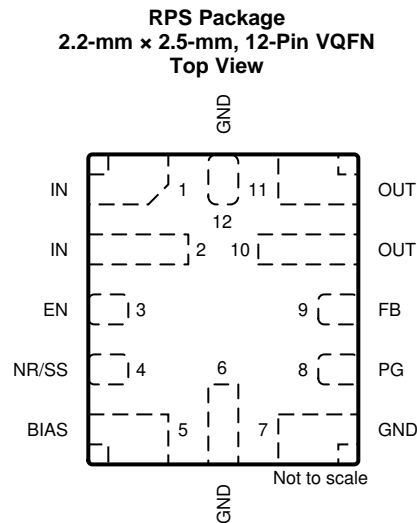 RPS Package
2.2-mm × 2.5-mm, 12-Pin VQFN
Top View
GND
IN 1 11 OUT
12
IN 2 10 OUT
EN 3 9 FB
NR/SS 4 6 8 PG
BIAS 5 7 GND
Not to scale
GND